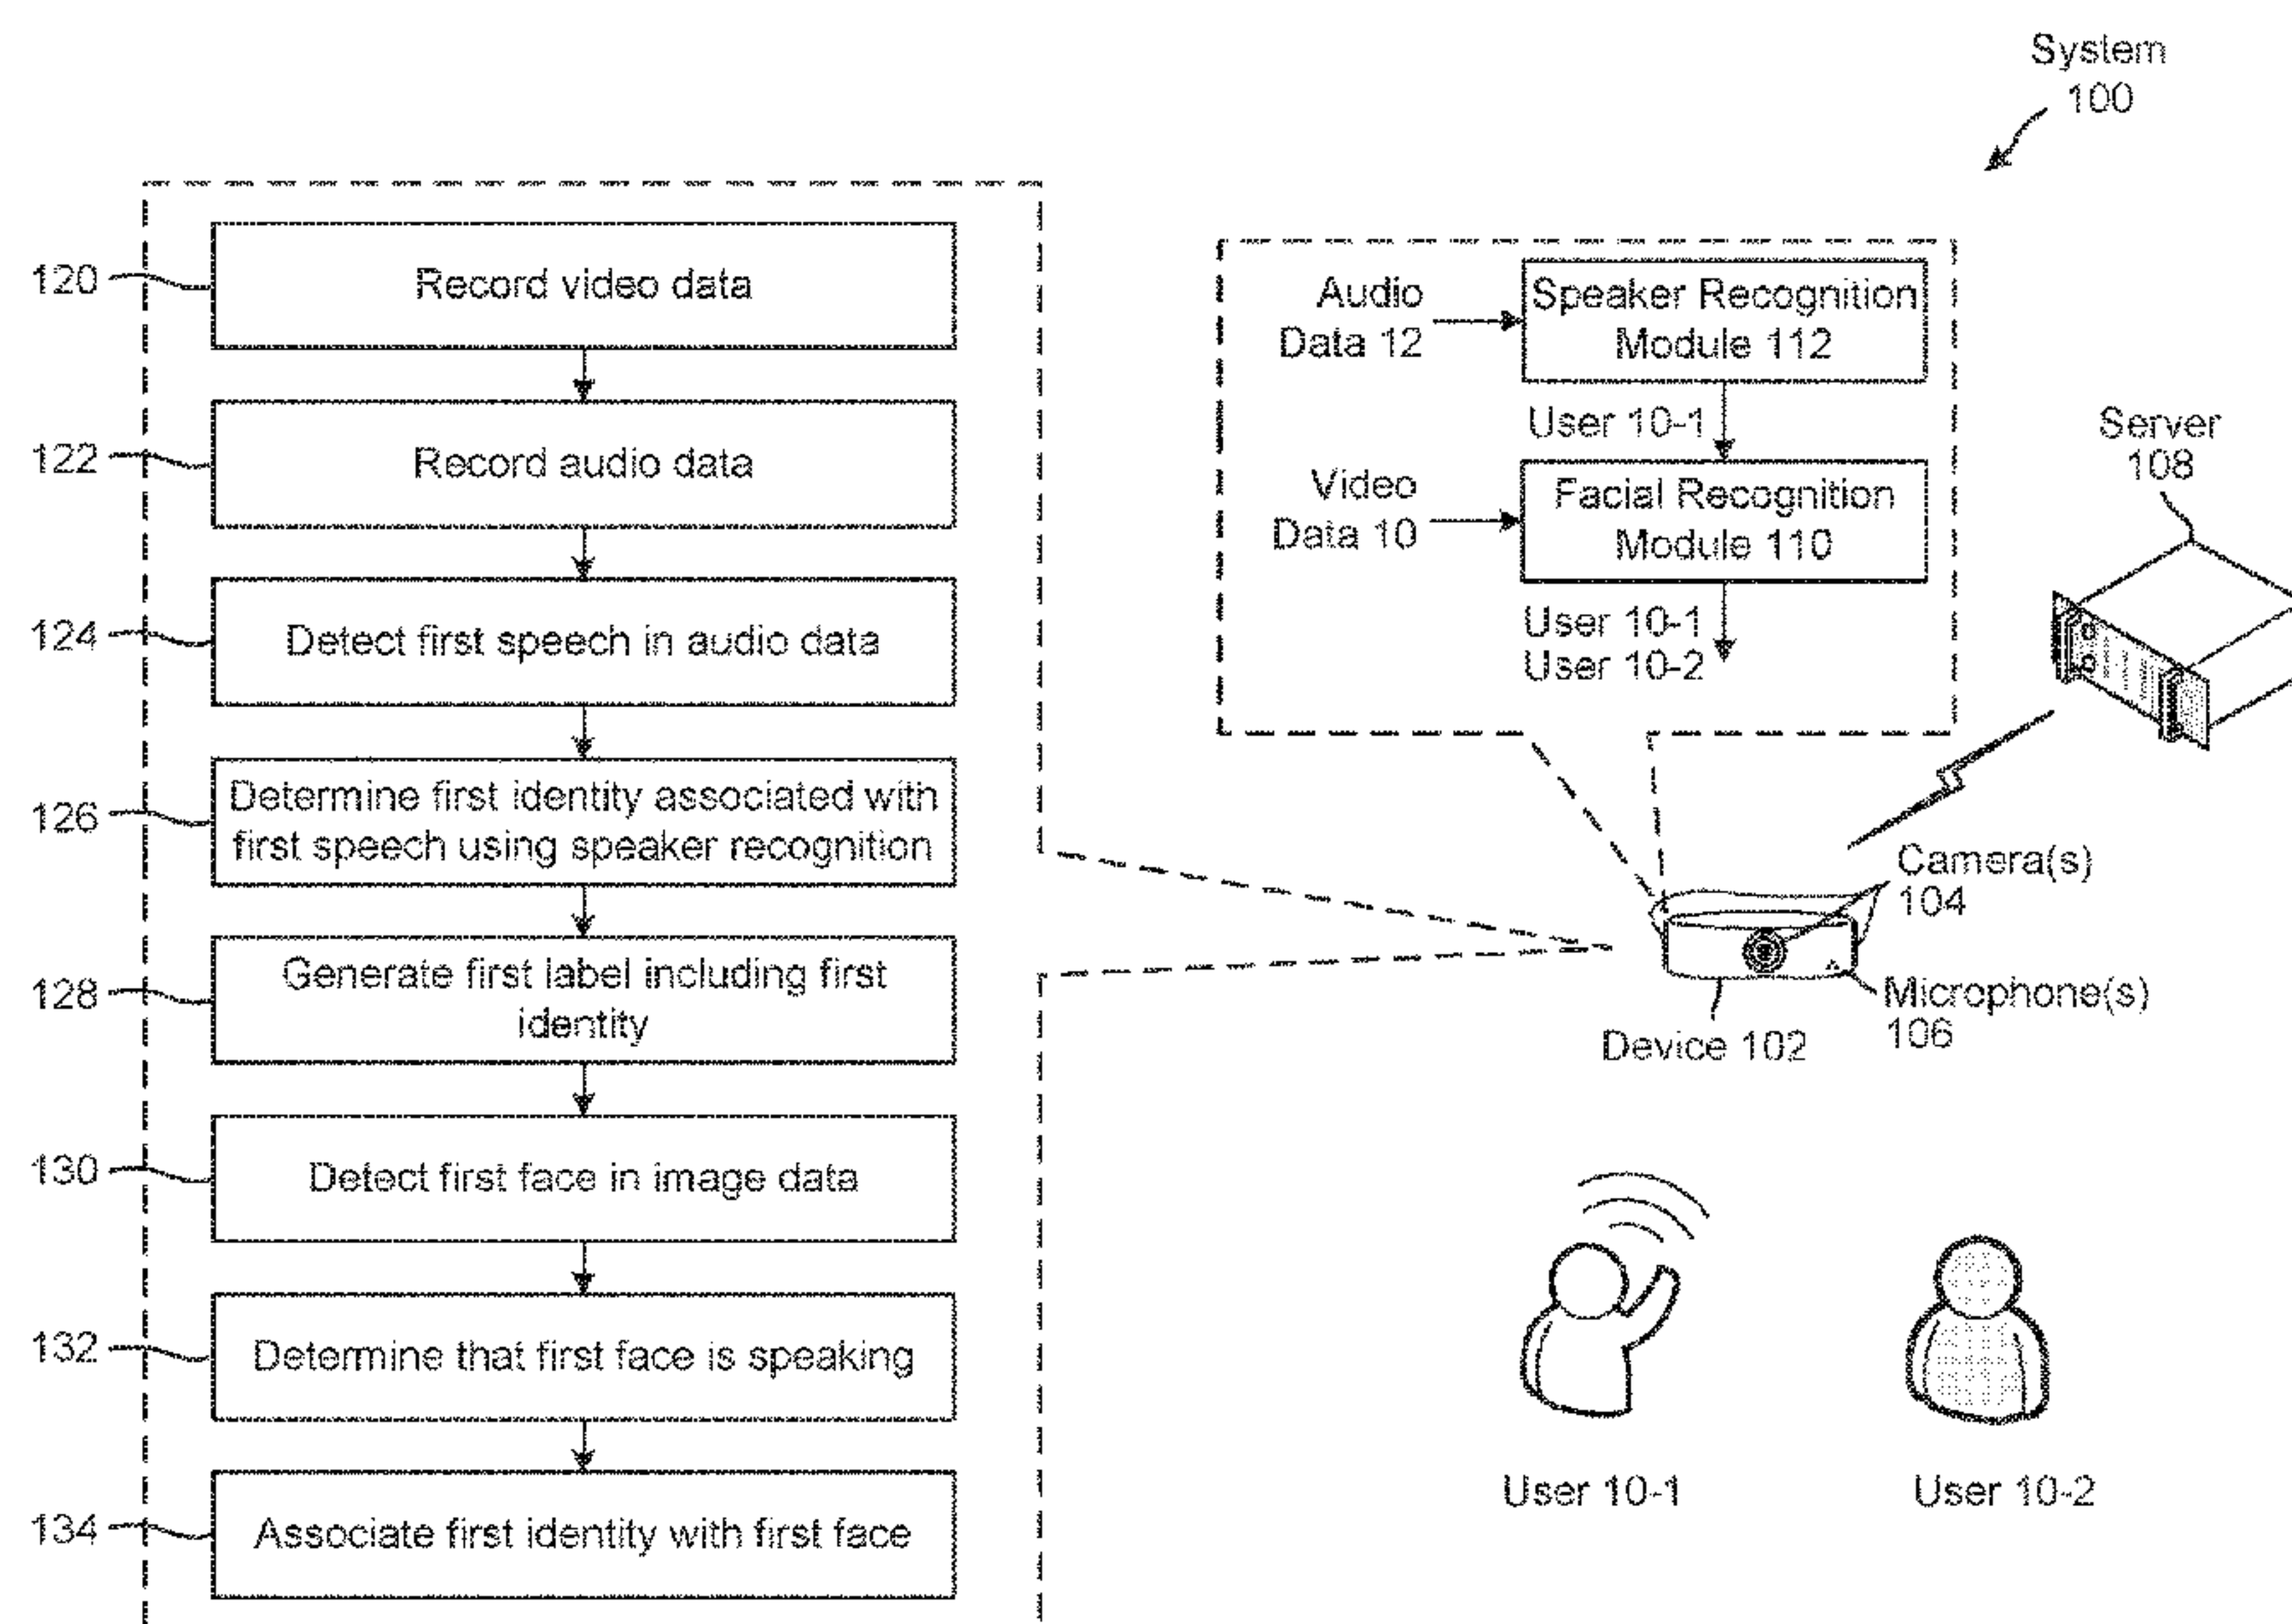 System
100
120
Record video data
122
Record audio data
124
Detect first speech in audio data
126
Determine first identity associated with
first speech using speaker recognition
128
Generate first label including first
identity
130
Detect first face in image data
132
Determine that first face is speaking
134
Associate first identity with first face
Audio
Data 12
Speaker Recognition
Module 112
User 10-1
Video
Data 10
Facial Recognition
Module 110
User 10-1
User 10-2
Server
108
Camera(s)
104
Microphone(s)
106
Device 102
User 10-1
User 10-2